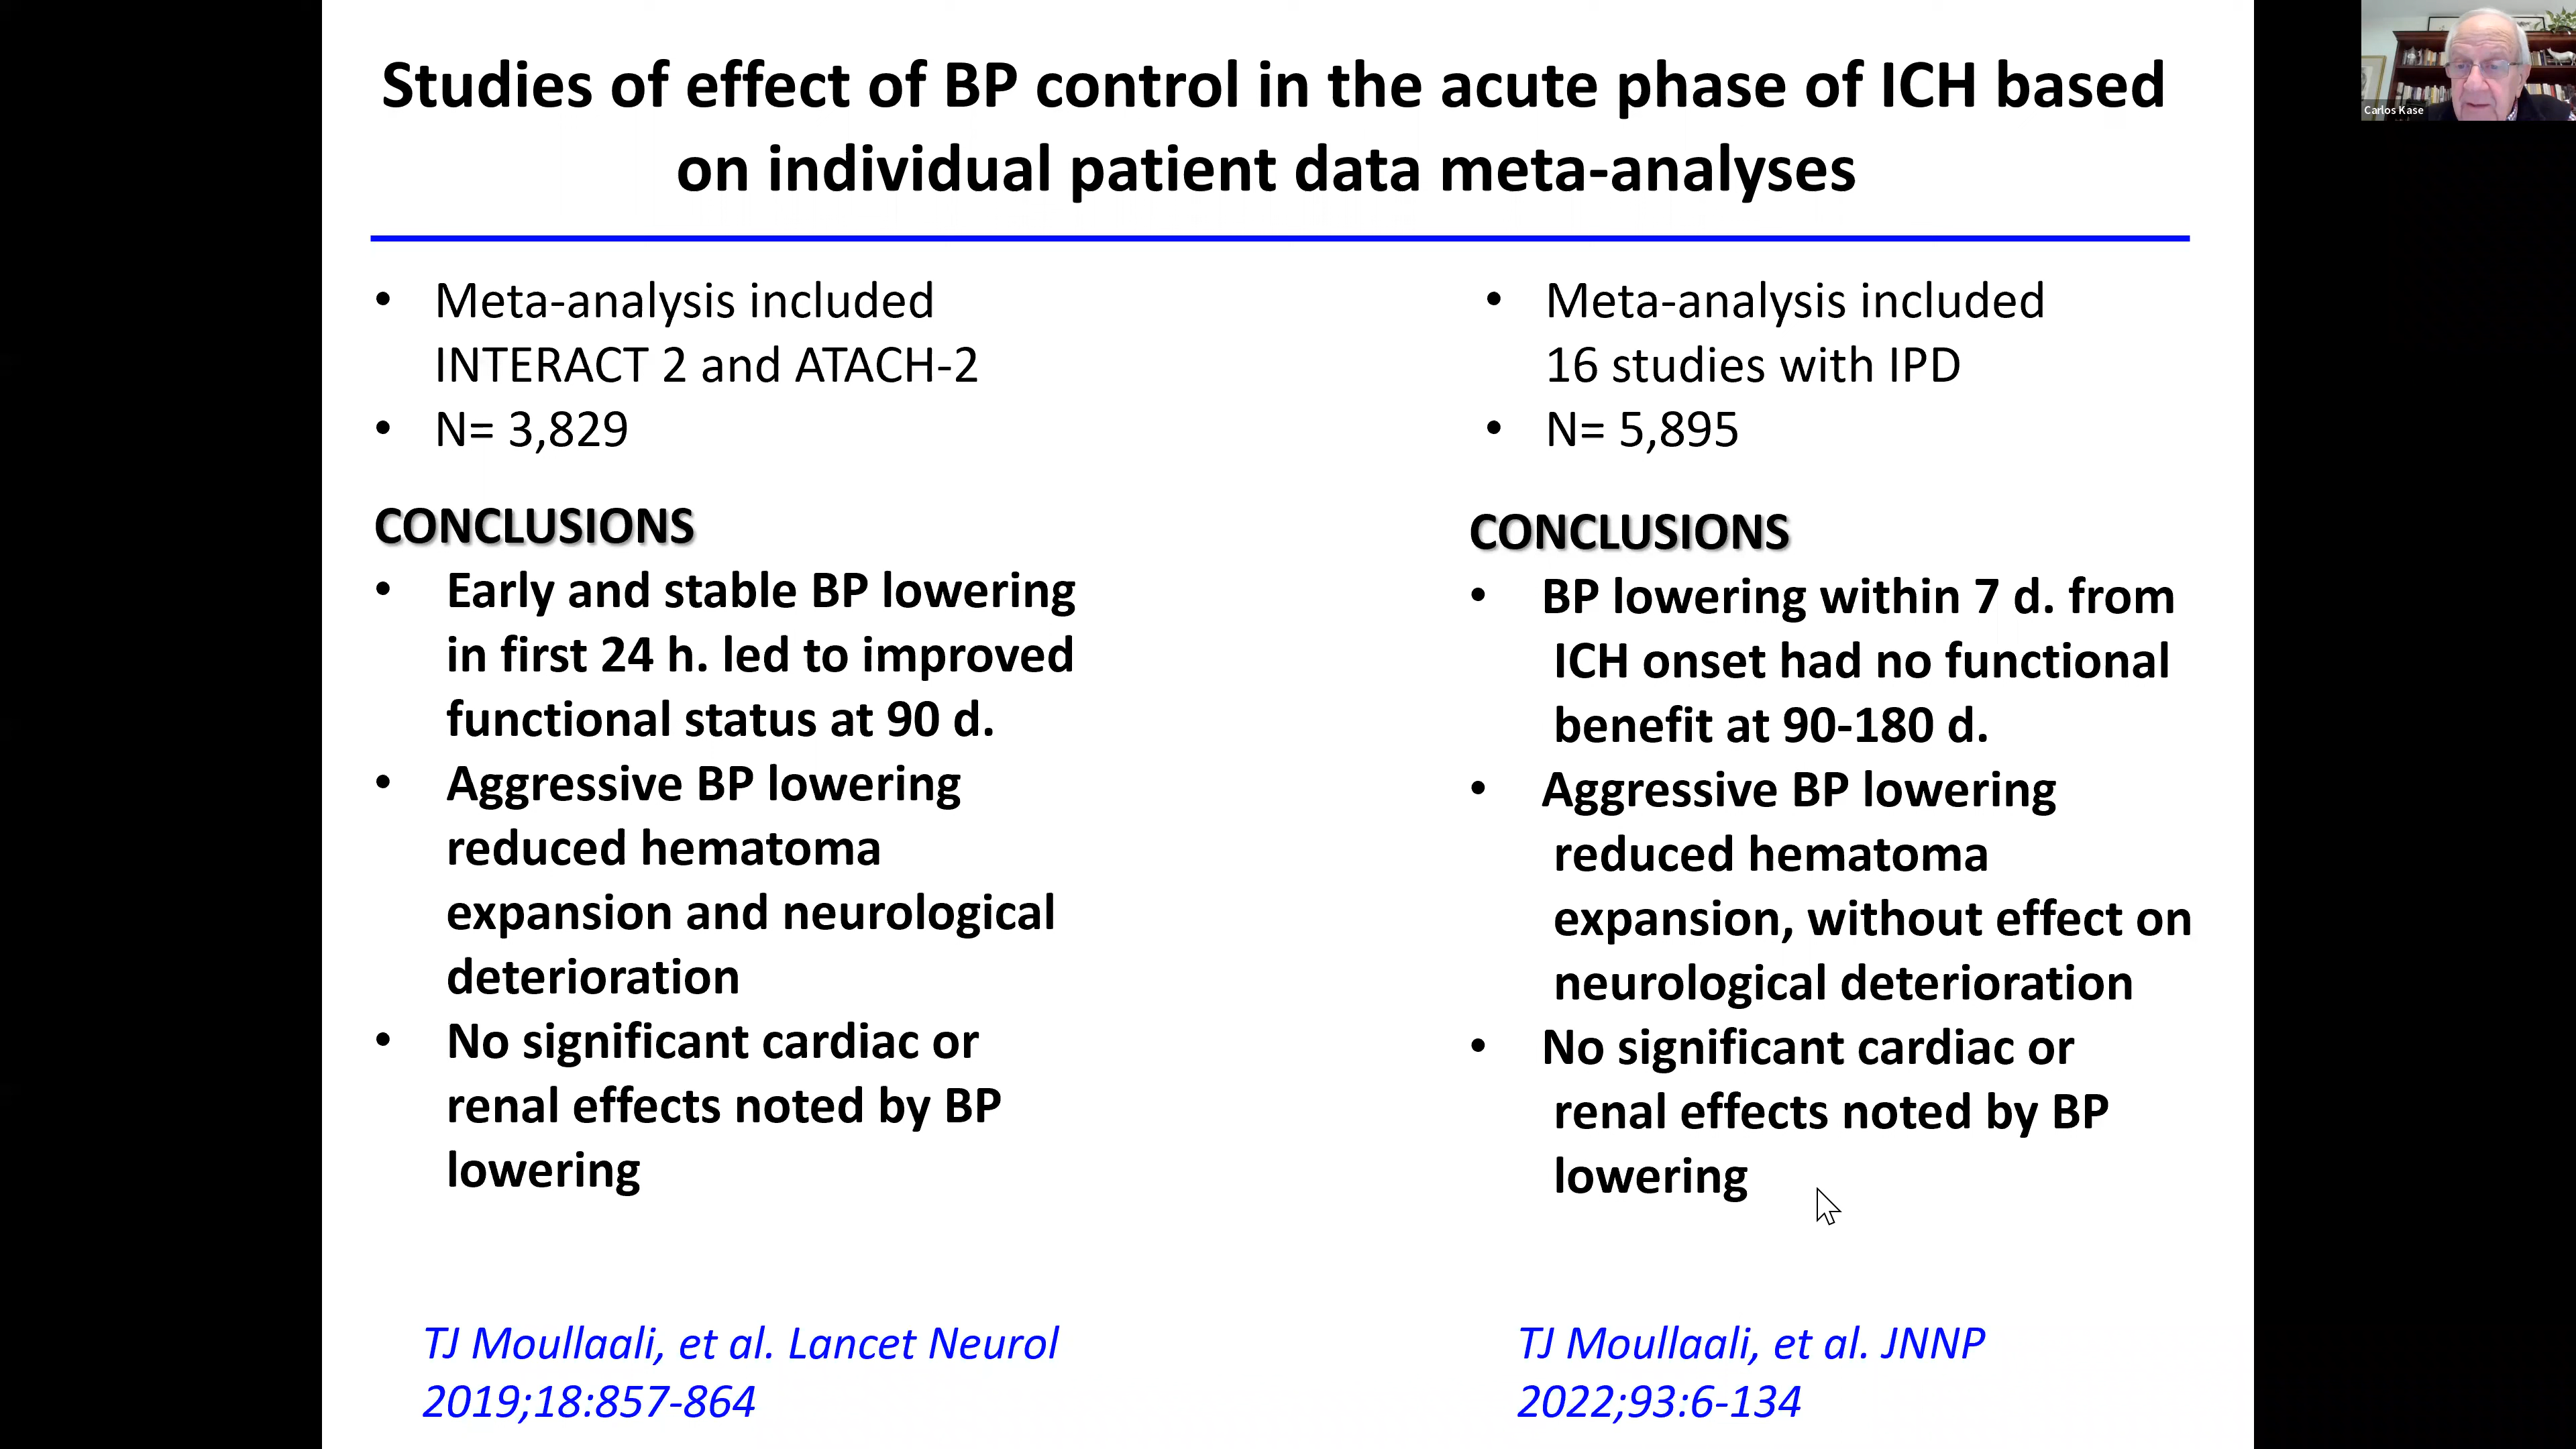 Studies of effect of BP control in the acute phase of ICH based
on individual patient data meta-analyses
Carlos Kase
• Meta-analysis included
INTERACT 2 and ATACH-2
• N= 3,829
CONCLUSIONS
• Early and stable BP lowering
in first 24 h. led to improved
functional status at 90 d.
• Aggressive BP lowering
reduced hematoma
expansion and neurological
deterioration
• No significant cardiac or
renal effects noted by BP
lowering
TJ Moullaali, et al. Lancet Neurol
2019;18:857-864
• Meta-analysis included
16 studies with IPD
• N= 5,895
CONCLUSIONS
• BP lowering within 7 d. from
ICH onset had no functional
benefit at 90-180 d.
• Aggressive BP lowering
reduced hematoma
expansion, without effect on
neurological deterioration
• No significant cardiac or
renal effects noted by BP
lowering
TJ Moullaali, et al. JNNP
2022;93:6-134